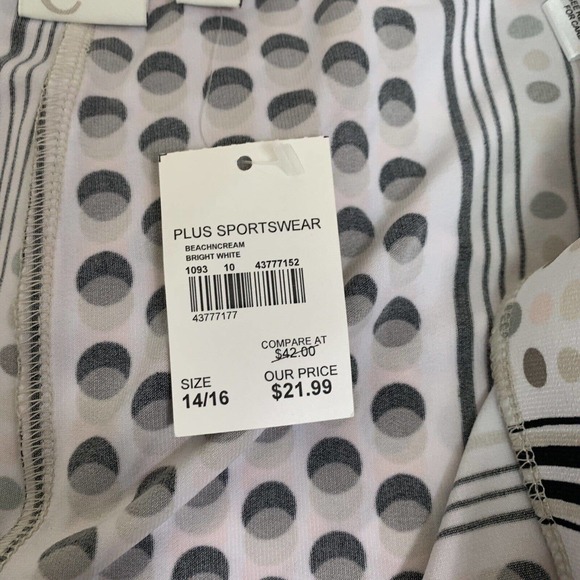 C
PLUS SPORTSWEAR
BEACHNCREAM
BRIGHT WHITE
1093 10 43777152
43777177
COMPARE AT
$42.00
SIZE OUR PRICE
14/16 $21.99